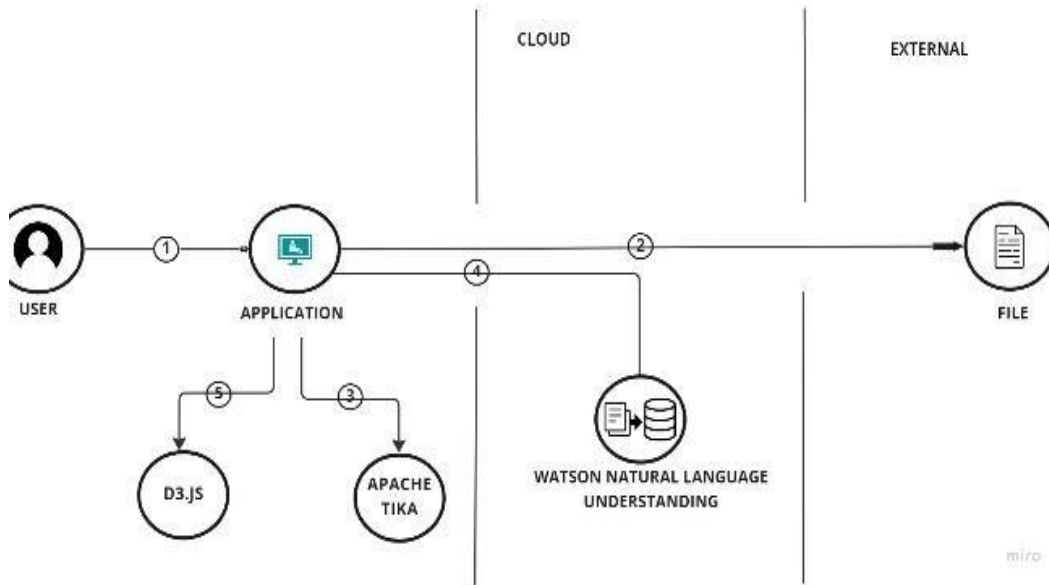 CLOUD
EXTERNAL
1
2
4
USER
APPLICATION
FILE
5
3
D3.JS
APACHE
TIKA
WATSON NATURAL LANGUAGE
UNDERSTANDING
miro